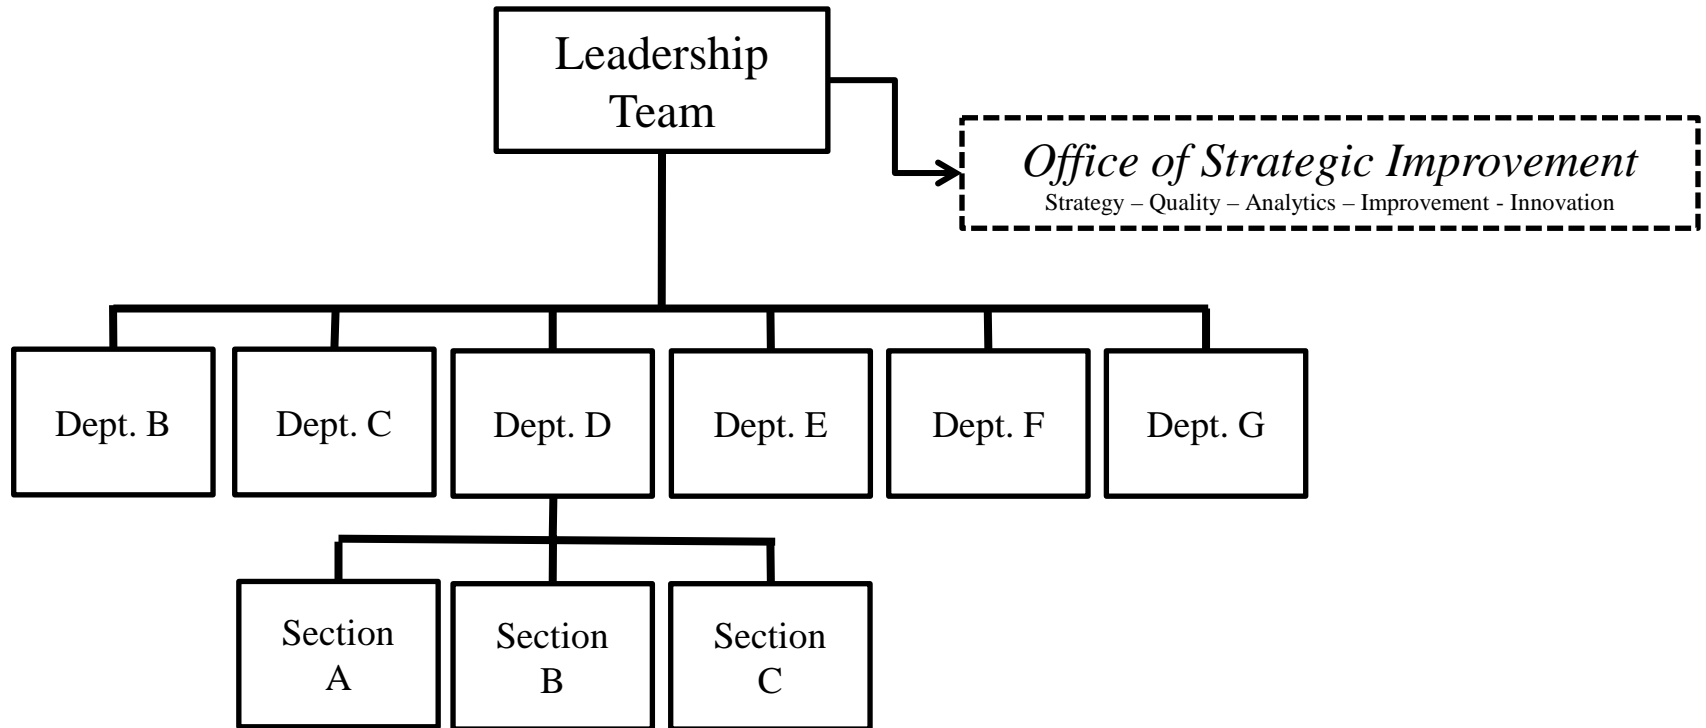 Leadership
Team
Office of Strategic Improvement
Strategy – Quality – Analytics – Improvement - Innovation
Dept. B
Dept. C
Dept. D
Dept. E
Dept. F
Dept. G
Section
A
Section
B
Section
C